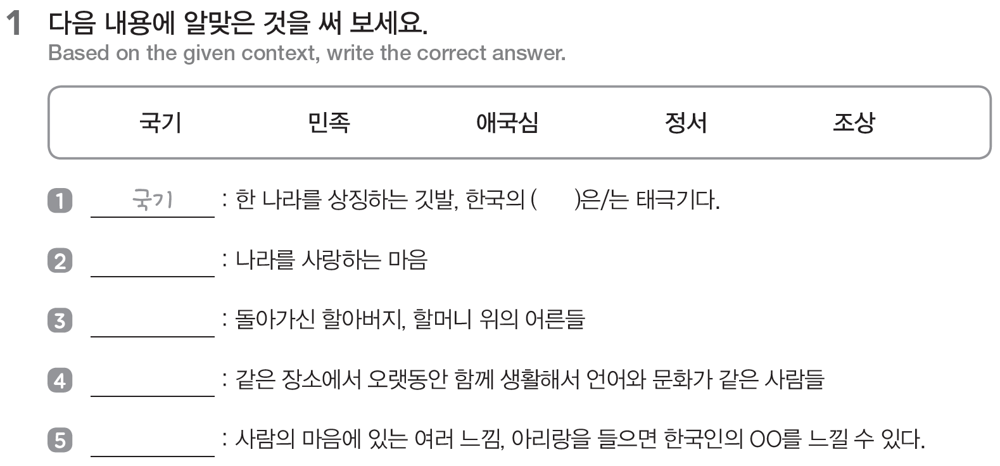 1 다음 내용에 알맞은 것을 써 보세요.
Based on the given context, write the correct answer.
국기 민족 애국심 정서 조상
1 국기 : 한 나라를 상징하는 깃발, 한국의 ( )은/는 태극기다.
2 : 나라를 사랑하는 마음
3 : 돌아가신 할아버지, 할머니 위의 어른들
4 : 같은 장소에서 오랫동안 함께 생활해서 언어와 문화가 같은 사람들
5 : 사람의 마음에 있는 여러 느낌, 아리랑을 들으면 한국인의 OO를 느낄 수 있다.